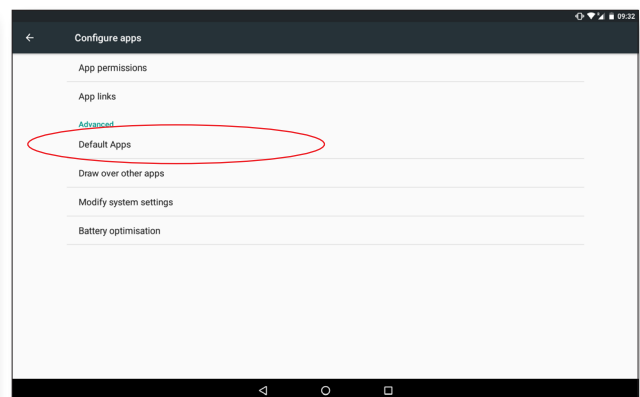 09:32
Configure apps
App permissions
App links
Advanced
Default Apps
Draw over other apps
Modify system settings
Battery optimisation